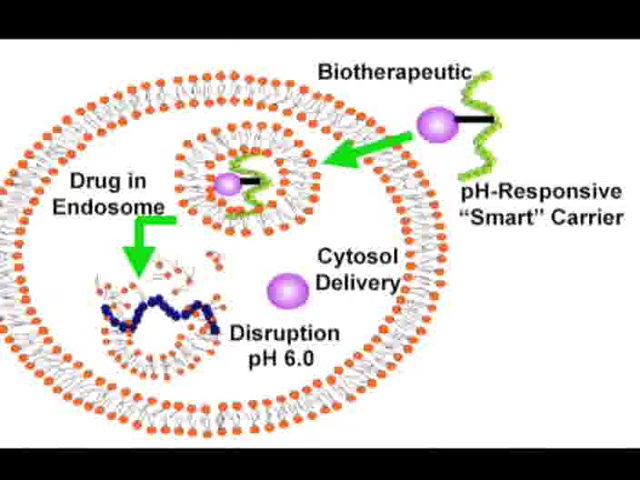 Biotherapeutic
pH-Responsive
“Smart” Carrier
Drug in
Endosome
Cytosol
Delivery
Disruption
pH 6.0